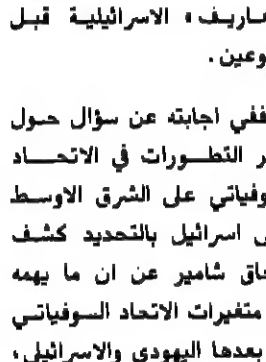 ـاريف» الاسرائيلية قبل
وعين .
ففي اجابته عن سؤال حول
ر التطورات في الاتحاد
وفياتي على الشرق الاوسط
ى اسرائيل بالتحديد كشف
حاق شامير عن ان ما يهمه
متغيرات الاتحاد السوفياتي
بعدها اليهودي والاسرائيلي،